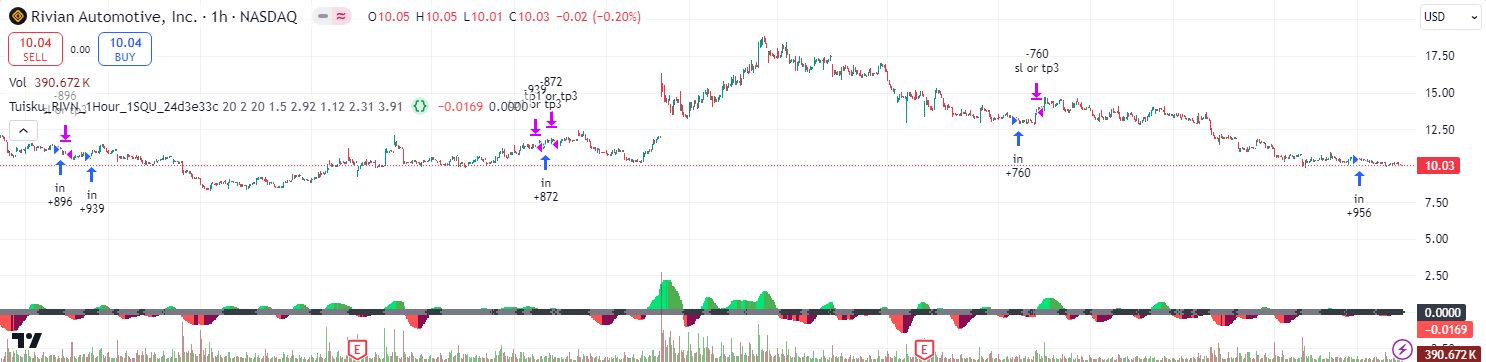 Rivian Automotive, Inc. · 1h · NASDAQ
O10.05 H10.05 L10.01 C10.03 −0.02 (−0.20%)
USD
10.04
SELL
0.00
10.04
BUY
Vol 390.672 K
-896
Tuisku_RIVN_1Hour_1SQU_24d3e33c 20 2 20 1.5 2.92 1.12 2.31 3.91
−0.0169 0.0000
-939
-872
-760
sl or tp3
in
+896
in
+939
in
+872
in
+760
in
+956
17.50
15.00
12.50
10.03
7.50
5.00
2.50
0.0000
−0.0169
390.672 K
E
E